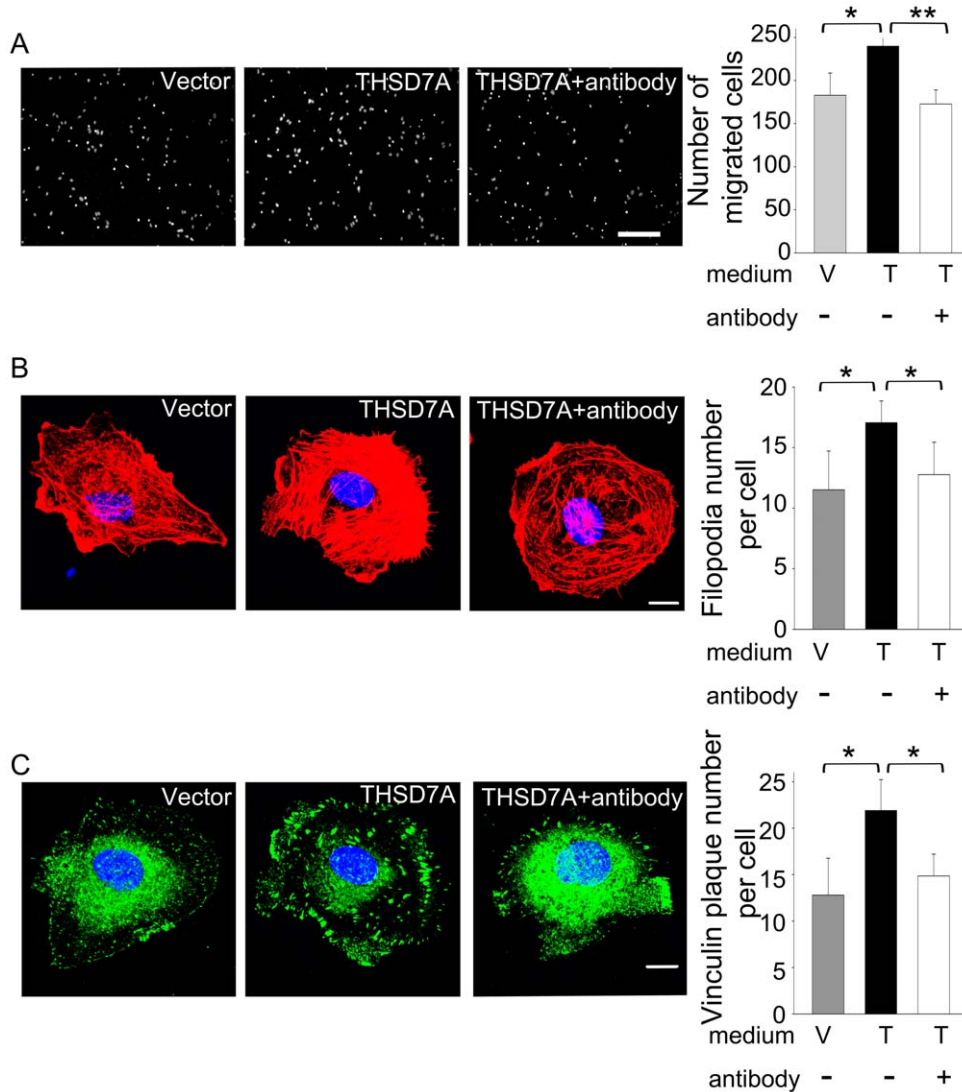 A
Vector
THSD7A
THSD7A+antibody
* **
Number of
migrated cells
250
200
150
100
50
0
medium V T T
antibody - - +
B
Vector
THSD7A
THSD7A+antibody
* *
Filopodia number
per cell
20
15
10
5
0
medium V T T
antibody - - +
C
Vector
THSD7A
THSD7A+antibody
* *
Vinculin plaque number
per cell
25
20
15
10
5
0
medium V T T
antibody - - +